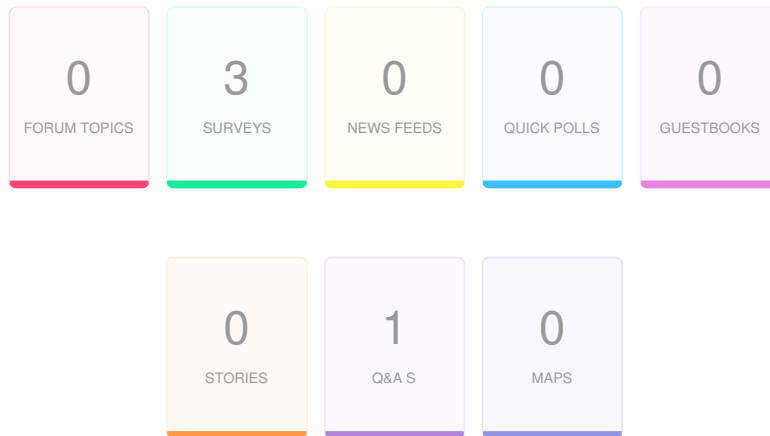 0
FORUM TOPICS
3
SURVEYS
0
NEWS FEEDS
0
QUICK POLLS
0
GUESTBOOKS
0
STORIES
1
Q&A S
0
MAPS